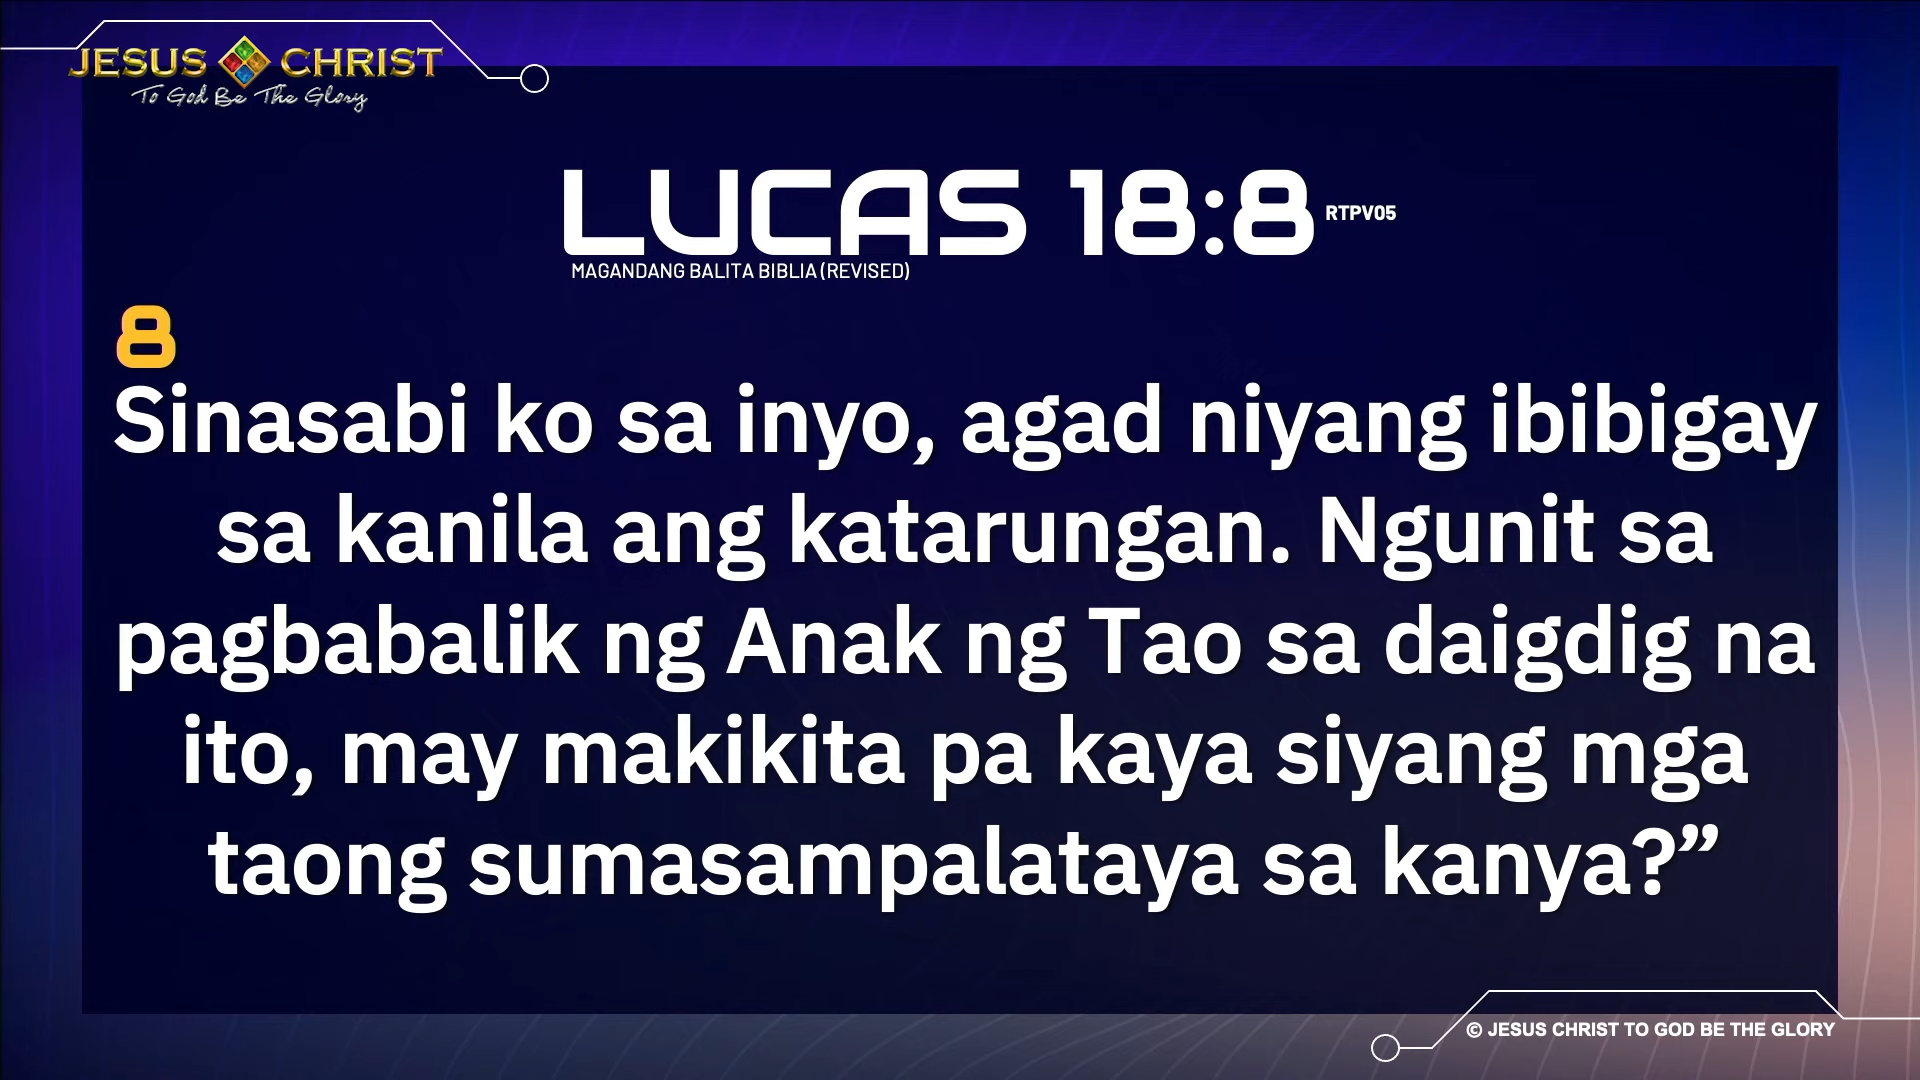 JESUS CHRIST
To God Be The Glory
LUCAS 18:8 RTPV05
MAGANDANG BALITA BIBLIA (REVISED)
8
Sinasabi ko sa inyo, agad niyang ibibigay
sa kanila ang katarungan. Ngunit sa
pagbabalik ng Anak ng Tao sa daigdig na
ito, may makikita pa kaya siyang mga
taong sumasampalataya sa kanya?”
© JESUS CHRIST TO GOD BE THE GLORY